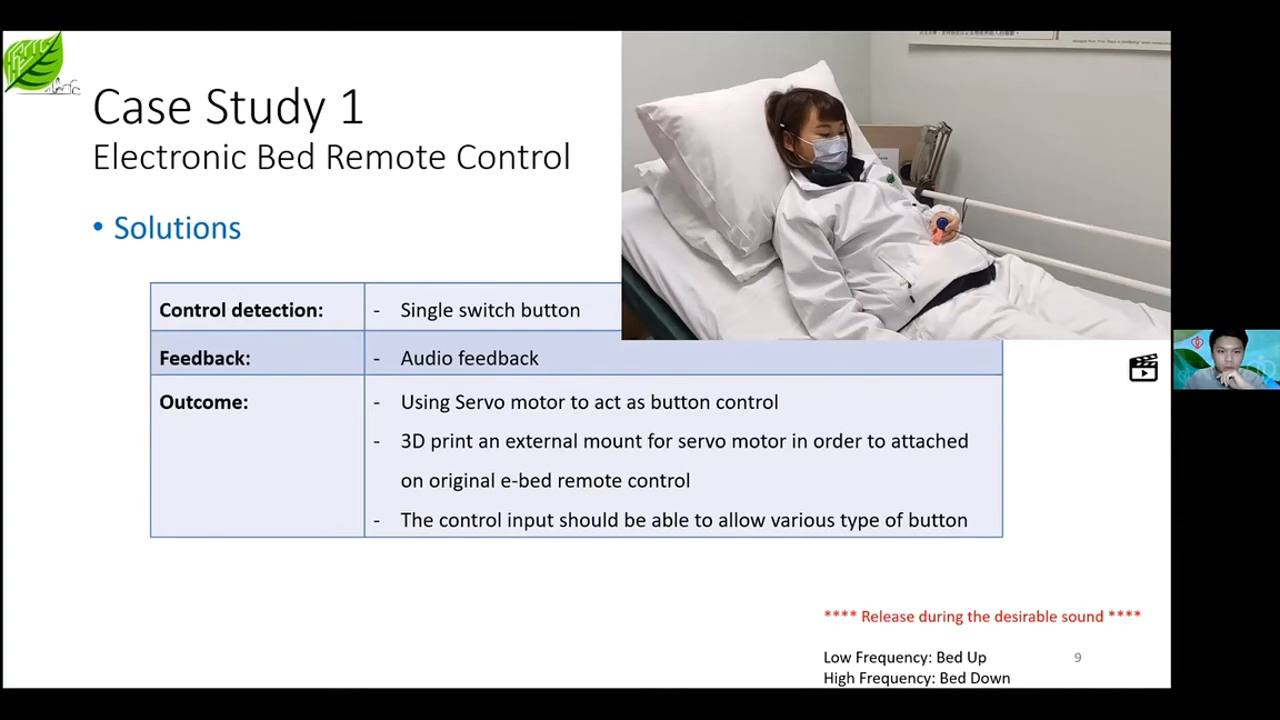 Case Study 1
Electronic Bed Remote Control
• Solutions
Control detection:
- Single switch button
Feedback:
- Audio feedback
Outcome:
- Using Servo motor to act as button control
- 3D print an external mount for servo motor in order to attached
on original e-bed remote control
- The control input should be able to allow various type of button
**** Release during the desirable sound ****
Low Frequency: Bed Up
High Frequency: Bed Down
9